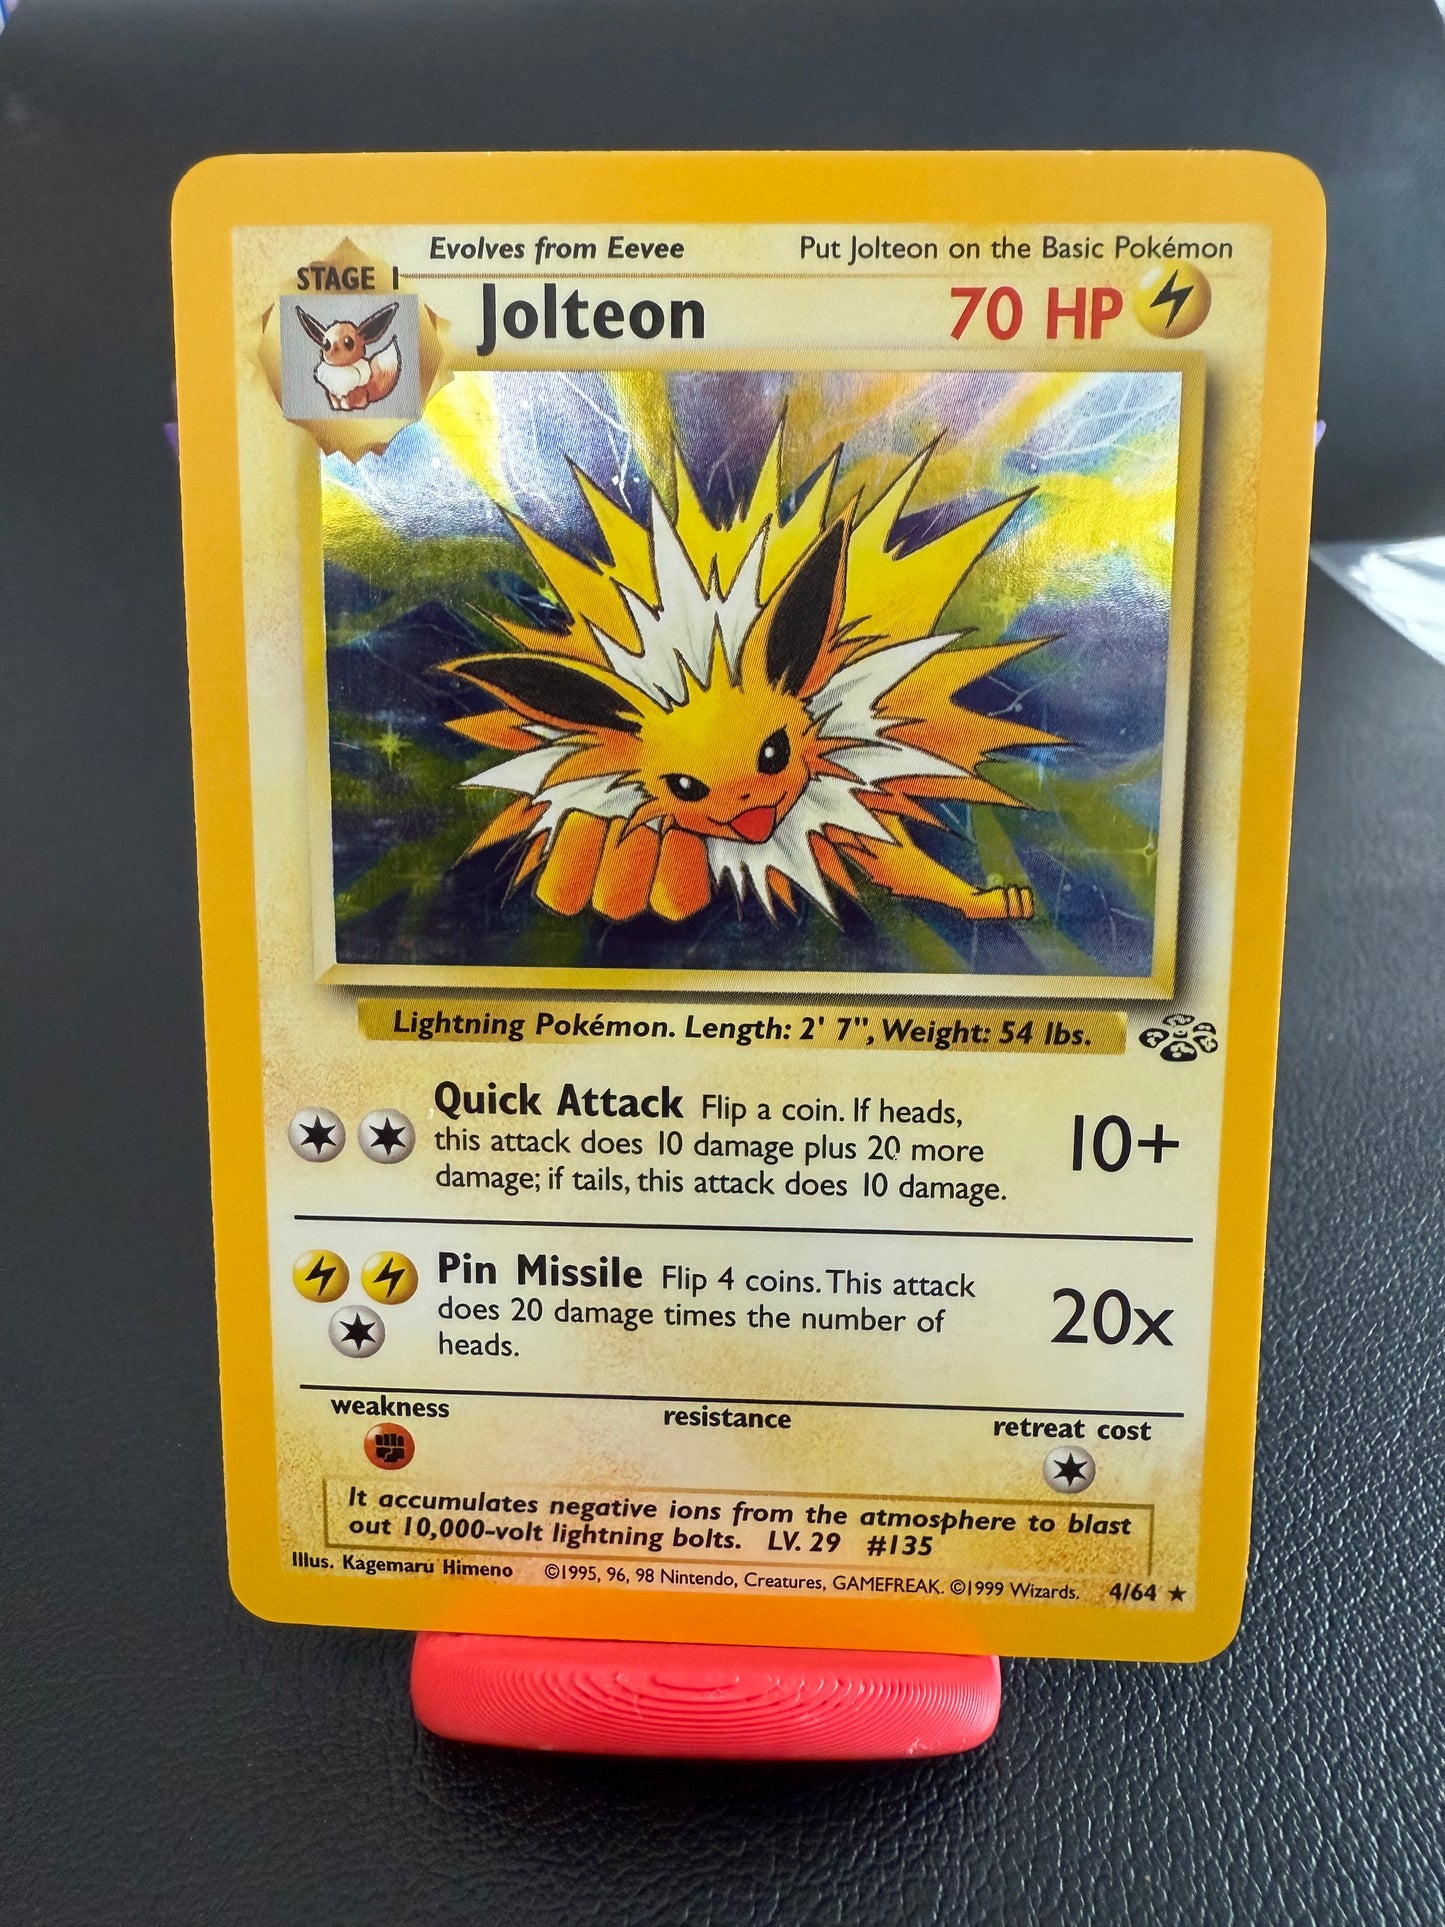 Evolves from Eevee Put Jolteon on the Basic Pokémon
STAGE 1
Jolteon 70 HP
Lightning Pokémon. Length: 2' 7", Weight: 54 lbs.
Quick Attack Flip a coin. If heads,
this attack does 10 damage plus 20 more
damage; if tails, this attack does 10 damage.
10+
Pin Missile Flip 4 coins. This attack
does 20 damage times the number of
heads.
20x
weakness resistance retreat cost
It accumulates negative ions from the atmosphere to blast
out 10,000-volt lightning bolts. LV. 29 #135
Illus. Kagemaru Himeno ©1995, 96, 98 Nintendo, Creatures, GAMEFREAK. ©1999 Wizards. 4/64 ★